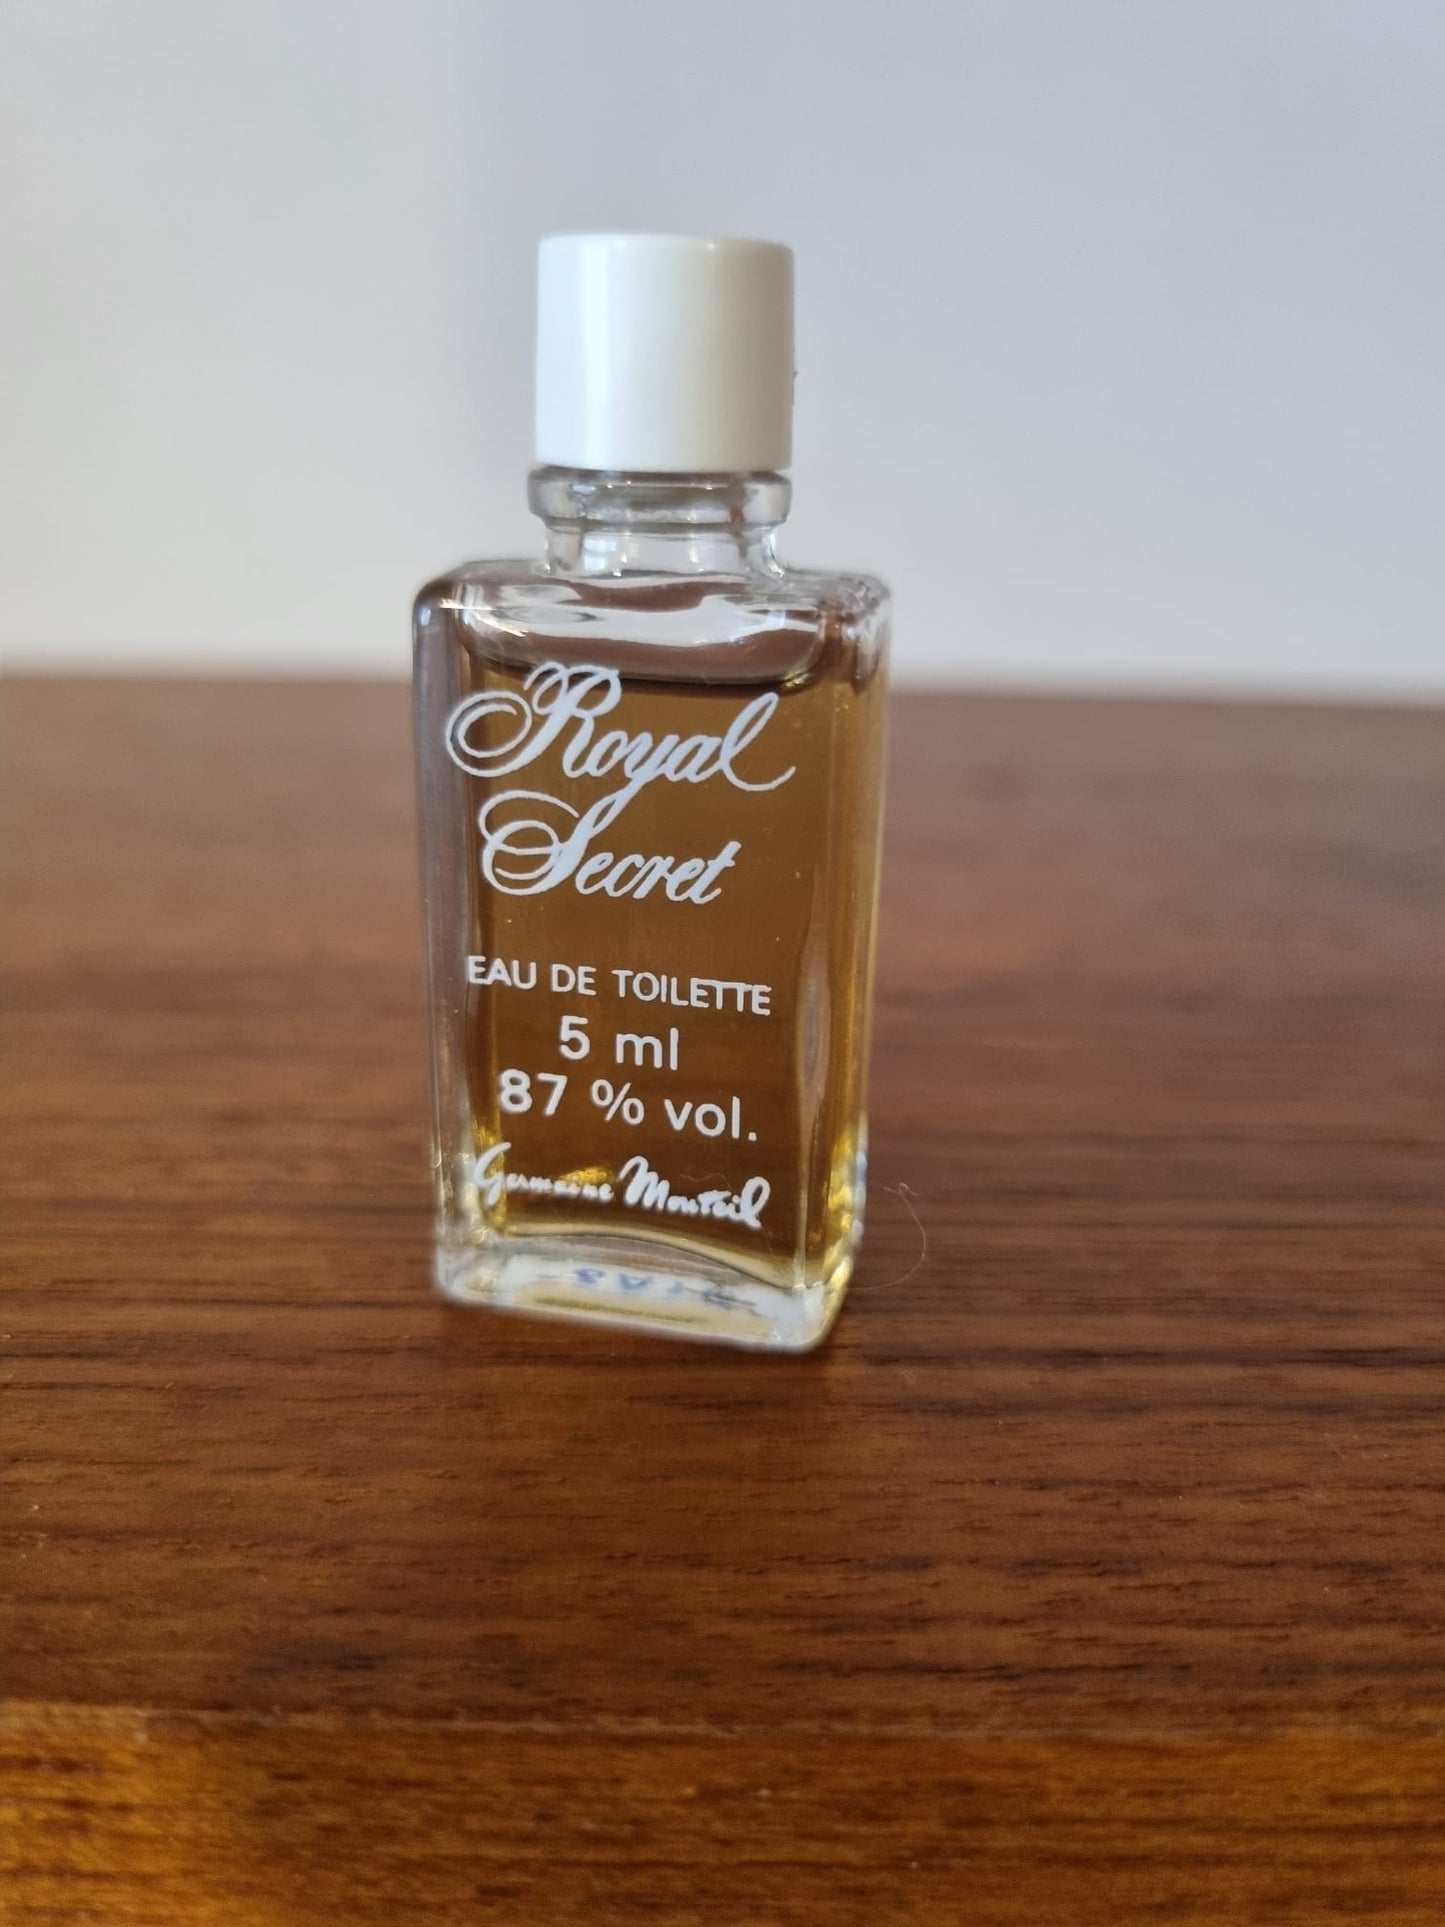 Royal
Secret
EAU DE TOILETTE
5 ml
87 % vol.
Germaine Monteil